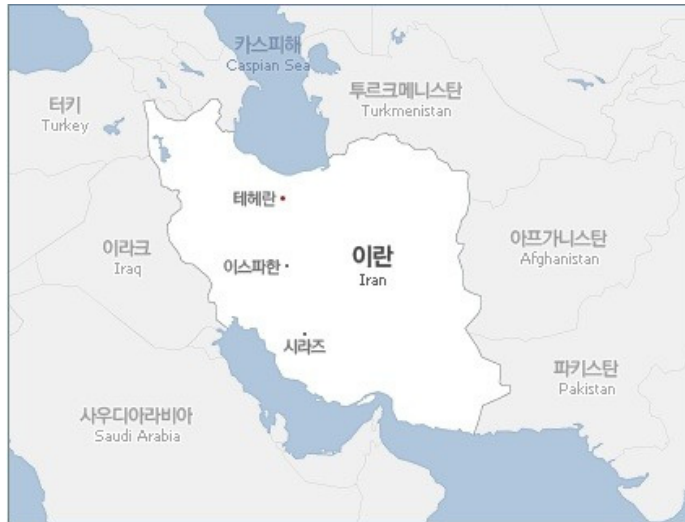 카스피해
Caspian Sea
터키
Turkey
투르크메니스탄
Turkmenistan
테헤란
이라크
Iraq
이스파한
이란
Iran
아프가니스탄
Afghanistan
시라즈
파키스탄
Pakistan
사우디아라비아
Saudi Arabia